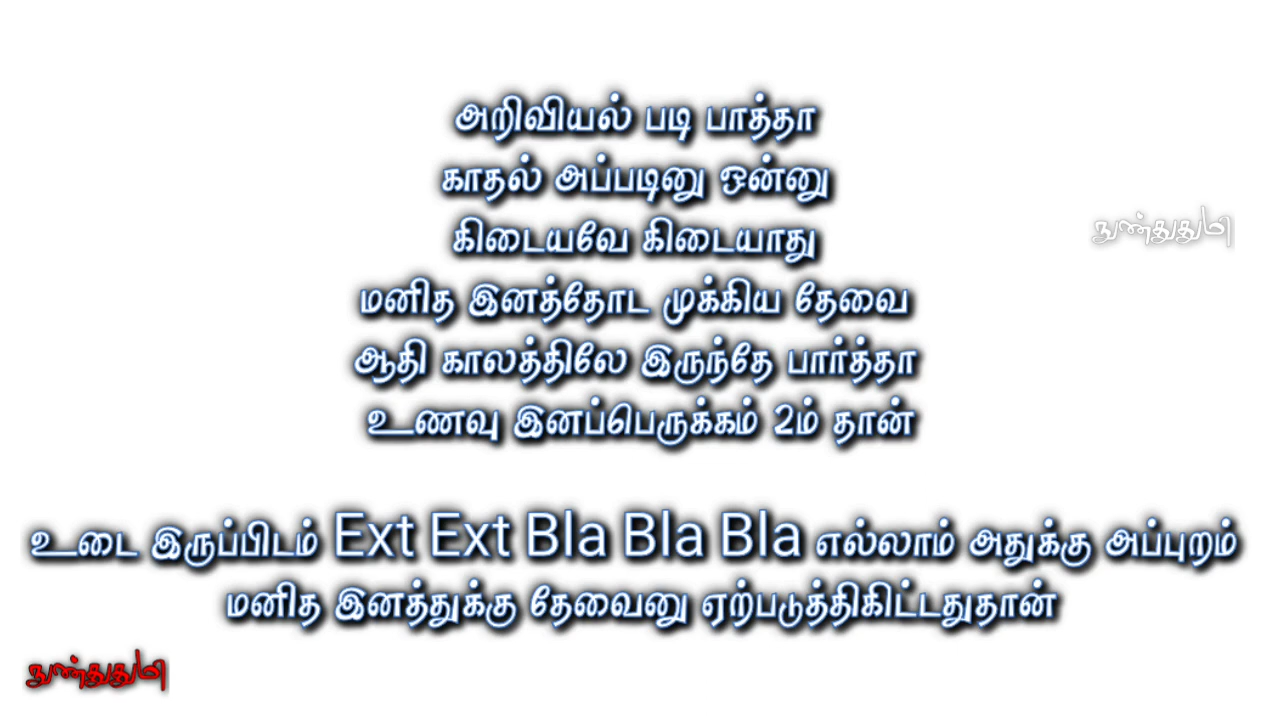 அறிவியல் படி பாத்தா
காதல் அப்படினு ஒன்னு
கிடையவே கிடையாது
மனித இனத்தோட முக்கிய தேவை
ஆதி காலத்திலே இருந்தே பார்த்தா
உணவு இனப்பெருக்கம் 2ம் தான்
உடை இருப்பிடம் Ext Ext Bla Bla Bla எல்லாம் அதுக்கு அப்புறம்
மனித இனத்துக்கு தேவைனு ஏற்படுத்திகிட்டதுதான்